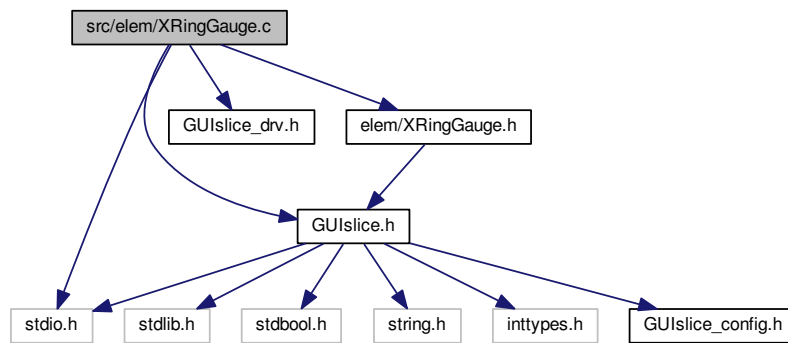 src/elem/XRingGauge.c
GUIslice_drv.h
elem/XRingGauge.h
GUIslice.h
stdio.h
stdlib.h
stdbool.h
string.h
inttypes.h
GUIslice_config.h